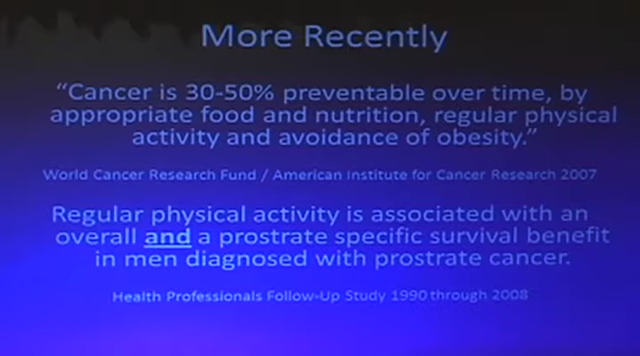 More Recently
“Cancer is 30-50% preventable over time, by
appropriate food and nutrition, regular physical
activity and avoidance of obesity.”
World Cancer Research Fund / American Institute for Cancer Research 2007
Regular physical activity is associated with an
overall and a prostrate specific survival benefit
in men diagnosed with prostrate cancer.
Health Professionals Follow-Up Study 1990 through 2008